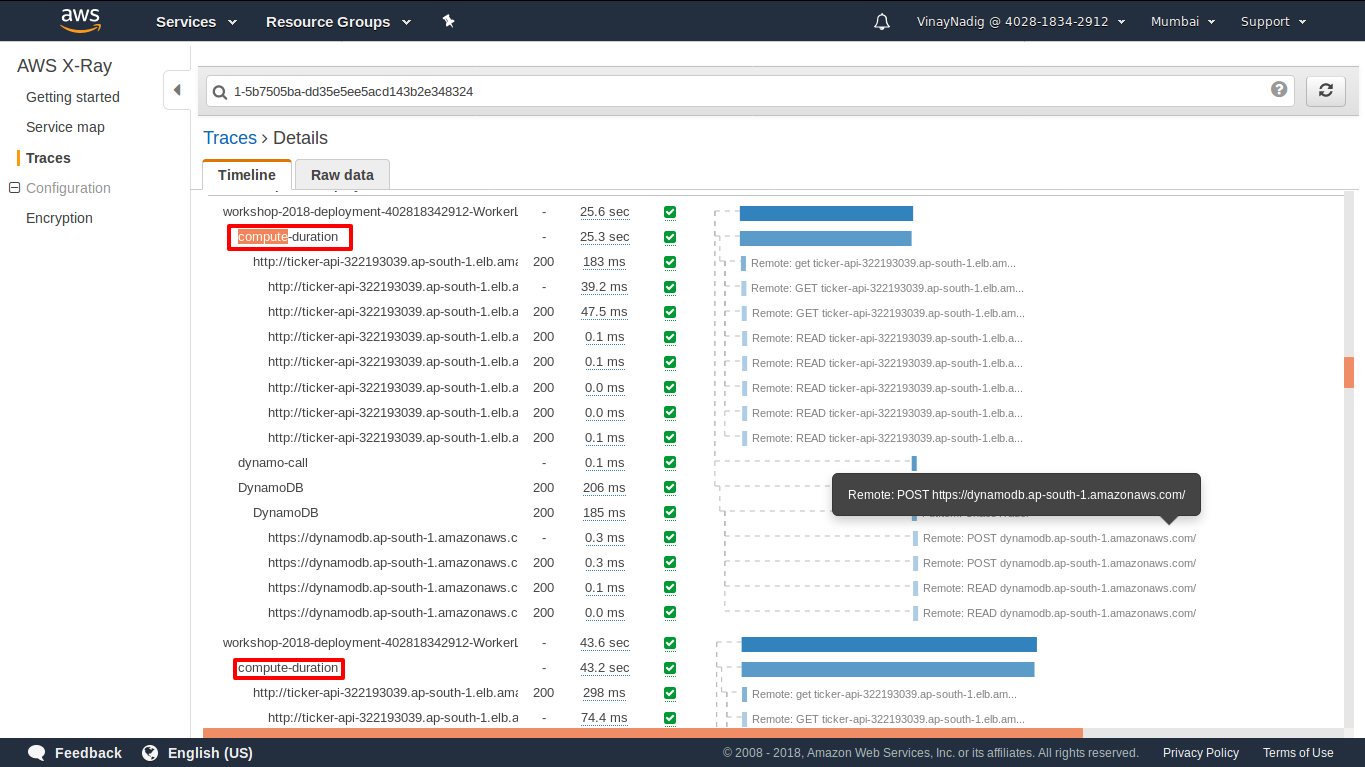 aws Services Resource Groups VinayNadig @ 4028-1834-2912 Mumbai Support
AWS X-Ray
Getting started
Service map
Traces
Configuration
Encryption
1-5b7505ba-dd35e5ee5acd143b2e348324
Traces > Details
Timeline Raw data
workshop-2018-deployment-402818342912-WorkerL - 25.6 sec
compute-duration - 25.3 sec
http://ticker-api-322193039.ap-south-1.elb.ama 200 183 ms Remote: get ticker-api-322193039.ap-south-1.elb.am...
http://ticker-api-322193039.ap-south-1.elb.a - 39.2 ms Remote: GET ticker-api-322193039.ap-south-1.elb.am...
http://ticker-api-322193039.ap-south-1.elb.a 200 47.5 ms Remote: GET ticker-api-322193039.ap-south-1.elb.am...
http://ticker-api-322193039.ap-south-1.elb.a 200 0.1 ms Remote: READ ticker-api-322193039.ap-south-1.elb.a...
http://ticker-api-322193039.ap-south-1.elb.a 200 0.1 ms Remote: READ ticker-api-322193039.ap-south-1.elb.a...
http://ticker-api-322193039.ap-south-1.elb.a 200 0.0 ms Remote: READ ticker-api-322193039.ap-south-1.elb.a...
http://ticker-api-322193039.ap-south-1.elb.a 200 0.0 ms Remote: READ ticker-api-322193039.ap-south-1.elb.a...
http://ticker-api-322193039.ap-south-1.elb.a 200 0.1 ms Remote: READ ticker-api-322193039.ap-south-1.elb.a...
dynamo-call - 0.1 ms
DynamoDB 200 206 ms
Remote: POST https://dynamodb.ap-south-1.amazonaws.com/
DynamoDB 200 185 ms
https://dynamodb.ap-south-1.amazonaws.c - 0.3 ms Remote: POST dynamodb.ap-south-1.amazonaws.com/
https://dynamodb.ap-south-1.amazonaws.c 200 0.3 ms Remote: POST dynamodb.ap-south-1.amazonaws.com/
https://dynamodb.ap-south-1.amazonaws.c 200 0.1 ms Remote: READ dynamodb.ap-south-1.amazonaws.com/
https://dynamodb.ap-south-1.amazonaws.c 200 0.0 ms Remote: READ dynamodb.ap-south-1.amazonaws.com/
workshop-2018-deployment-402818342912-WorkerL - 43.6 sec
compute-duration - 43.2 sec
http://ticker-api-322193039.ap-south-1.elb.ama 200 298 ms Remote: get ticker-api-322193039.ap-south-1.elb.am...
http://ticker-api-322193039.ap-south-1.elb.a - 74.4 ms Remote: GET ticker-api-322193039.ap-south-1.elb.am...
Feedback English (US) © 2008 - 2018, Amazon Web Services, Inc. or its affiliates. All rights reserved. Privacy Policy Terms of Use